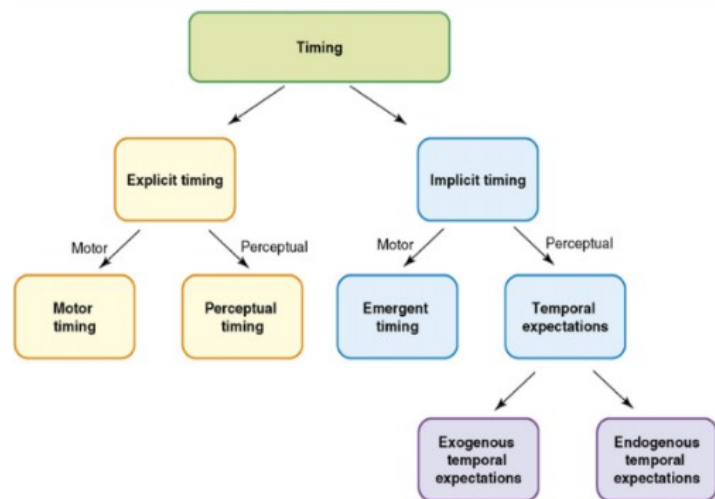 Timing
Explicit timing
Implicit timing
Motor
Perceptual
Motor
Perceptual
Motor
timing
Perceptual
timing
Emergent
timing
Temporal
expectations
Exogenous
temporal
expectations
Endogenous
temporal
expectations